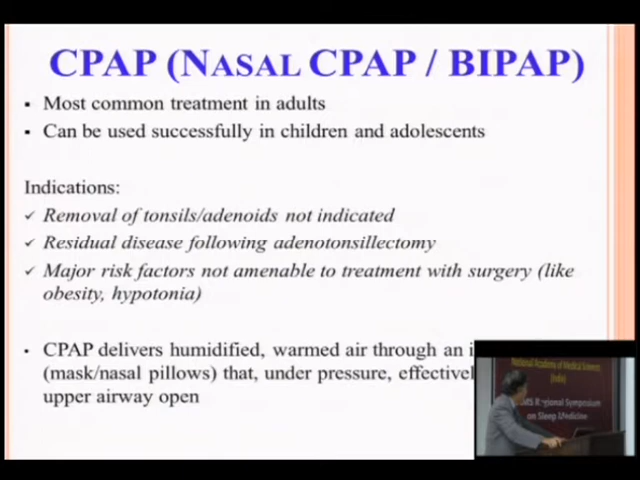 CPAP (NASAL CPAP / BIPAP)
▪ Most common treatment in adults
▪ Can be used successfully in children and adolescents
Indications:
✓ Removal of tonsils/adenoids not indicated
✓ Residual disease following adenotonsillectomy
✓ Major risk factors not amenable to treatment with surgery (like
obesity, hypotonia)
▪ CPAP delivers humidified, warmed air through an
(mask/nasal pillows) that, under pressure,
upper airway open
National Academy of Medical Sciences
(India)
Regional Symposium
on Sleep Medicine